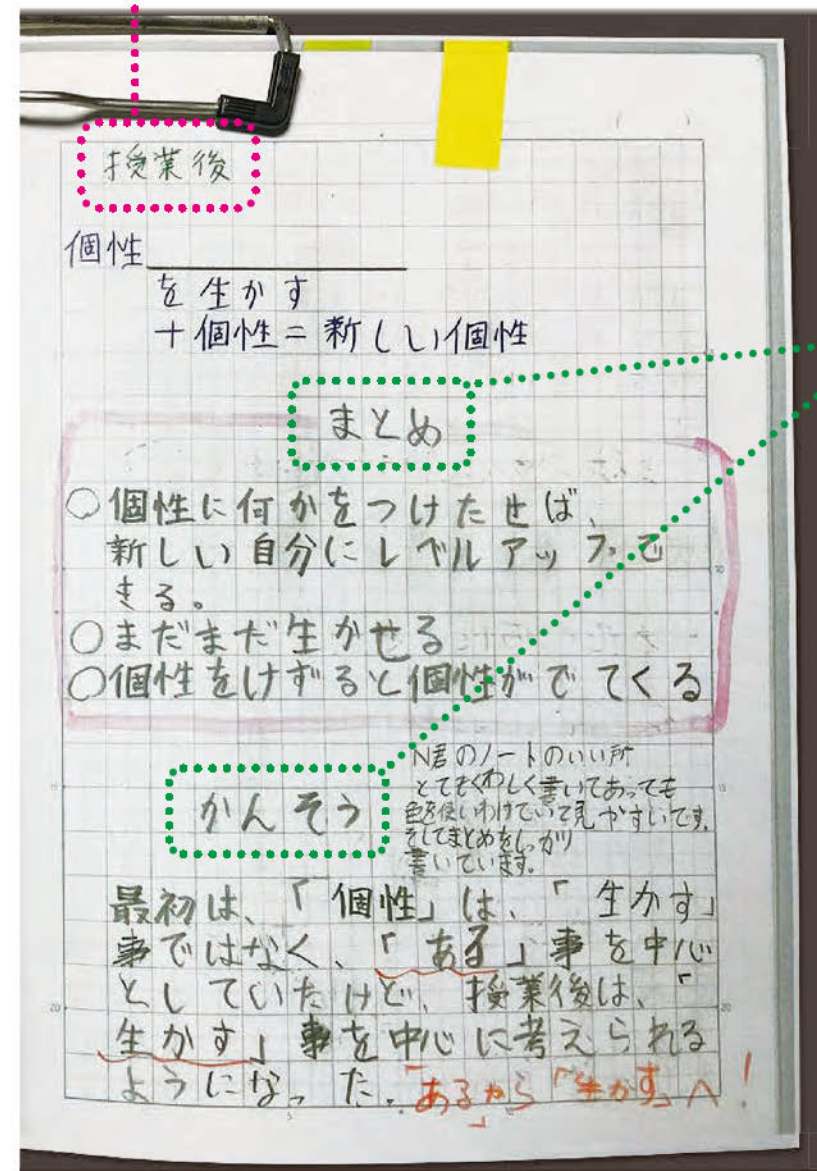 授業後
個性
を生かす
+個性=新しい個性
まとめ
○個性に何かをつけたせば、
新しい自分にレベルアップで
きる。
○まだまだ生かせる
○個性をけずると個性がでてくる
かんそう
N君のノートのいい所
とてもくわしく書いてあっても
色を使いわけていて見やすいです。
そしてまとめをしっかり
書いています。
最初は、「個性」は、「生かす」
事ではなく、「ある」事を中心
としていたけど、授業後は、「
生かす」事を中心に考えられる
ようになった。
「ある」から「生かす」へ!
5
10
15
20
5
10
15
20
5